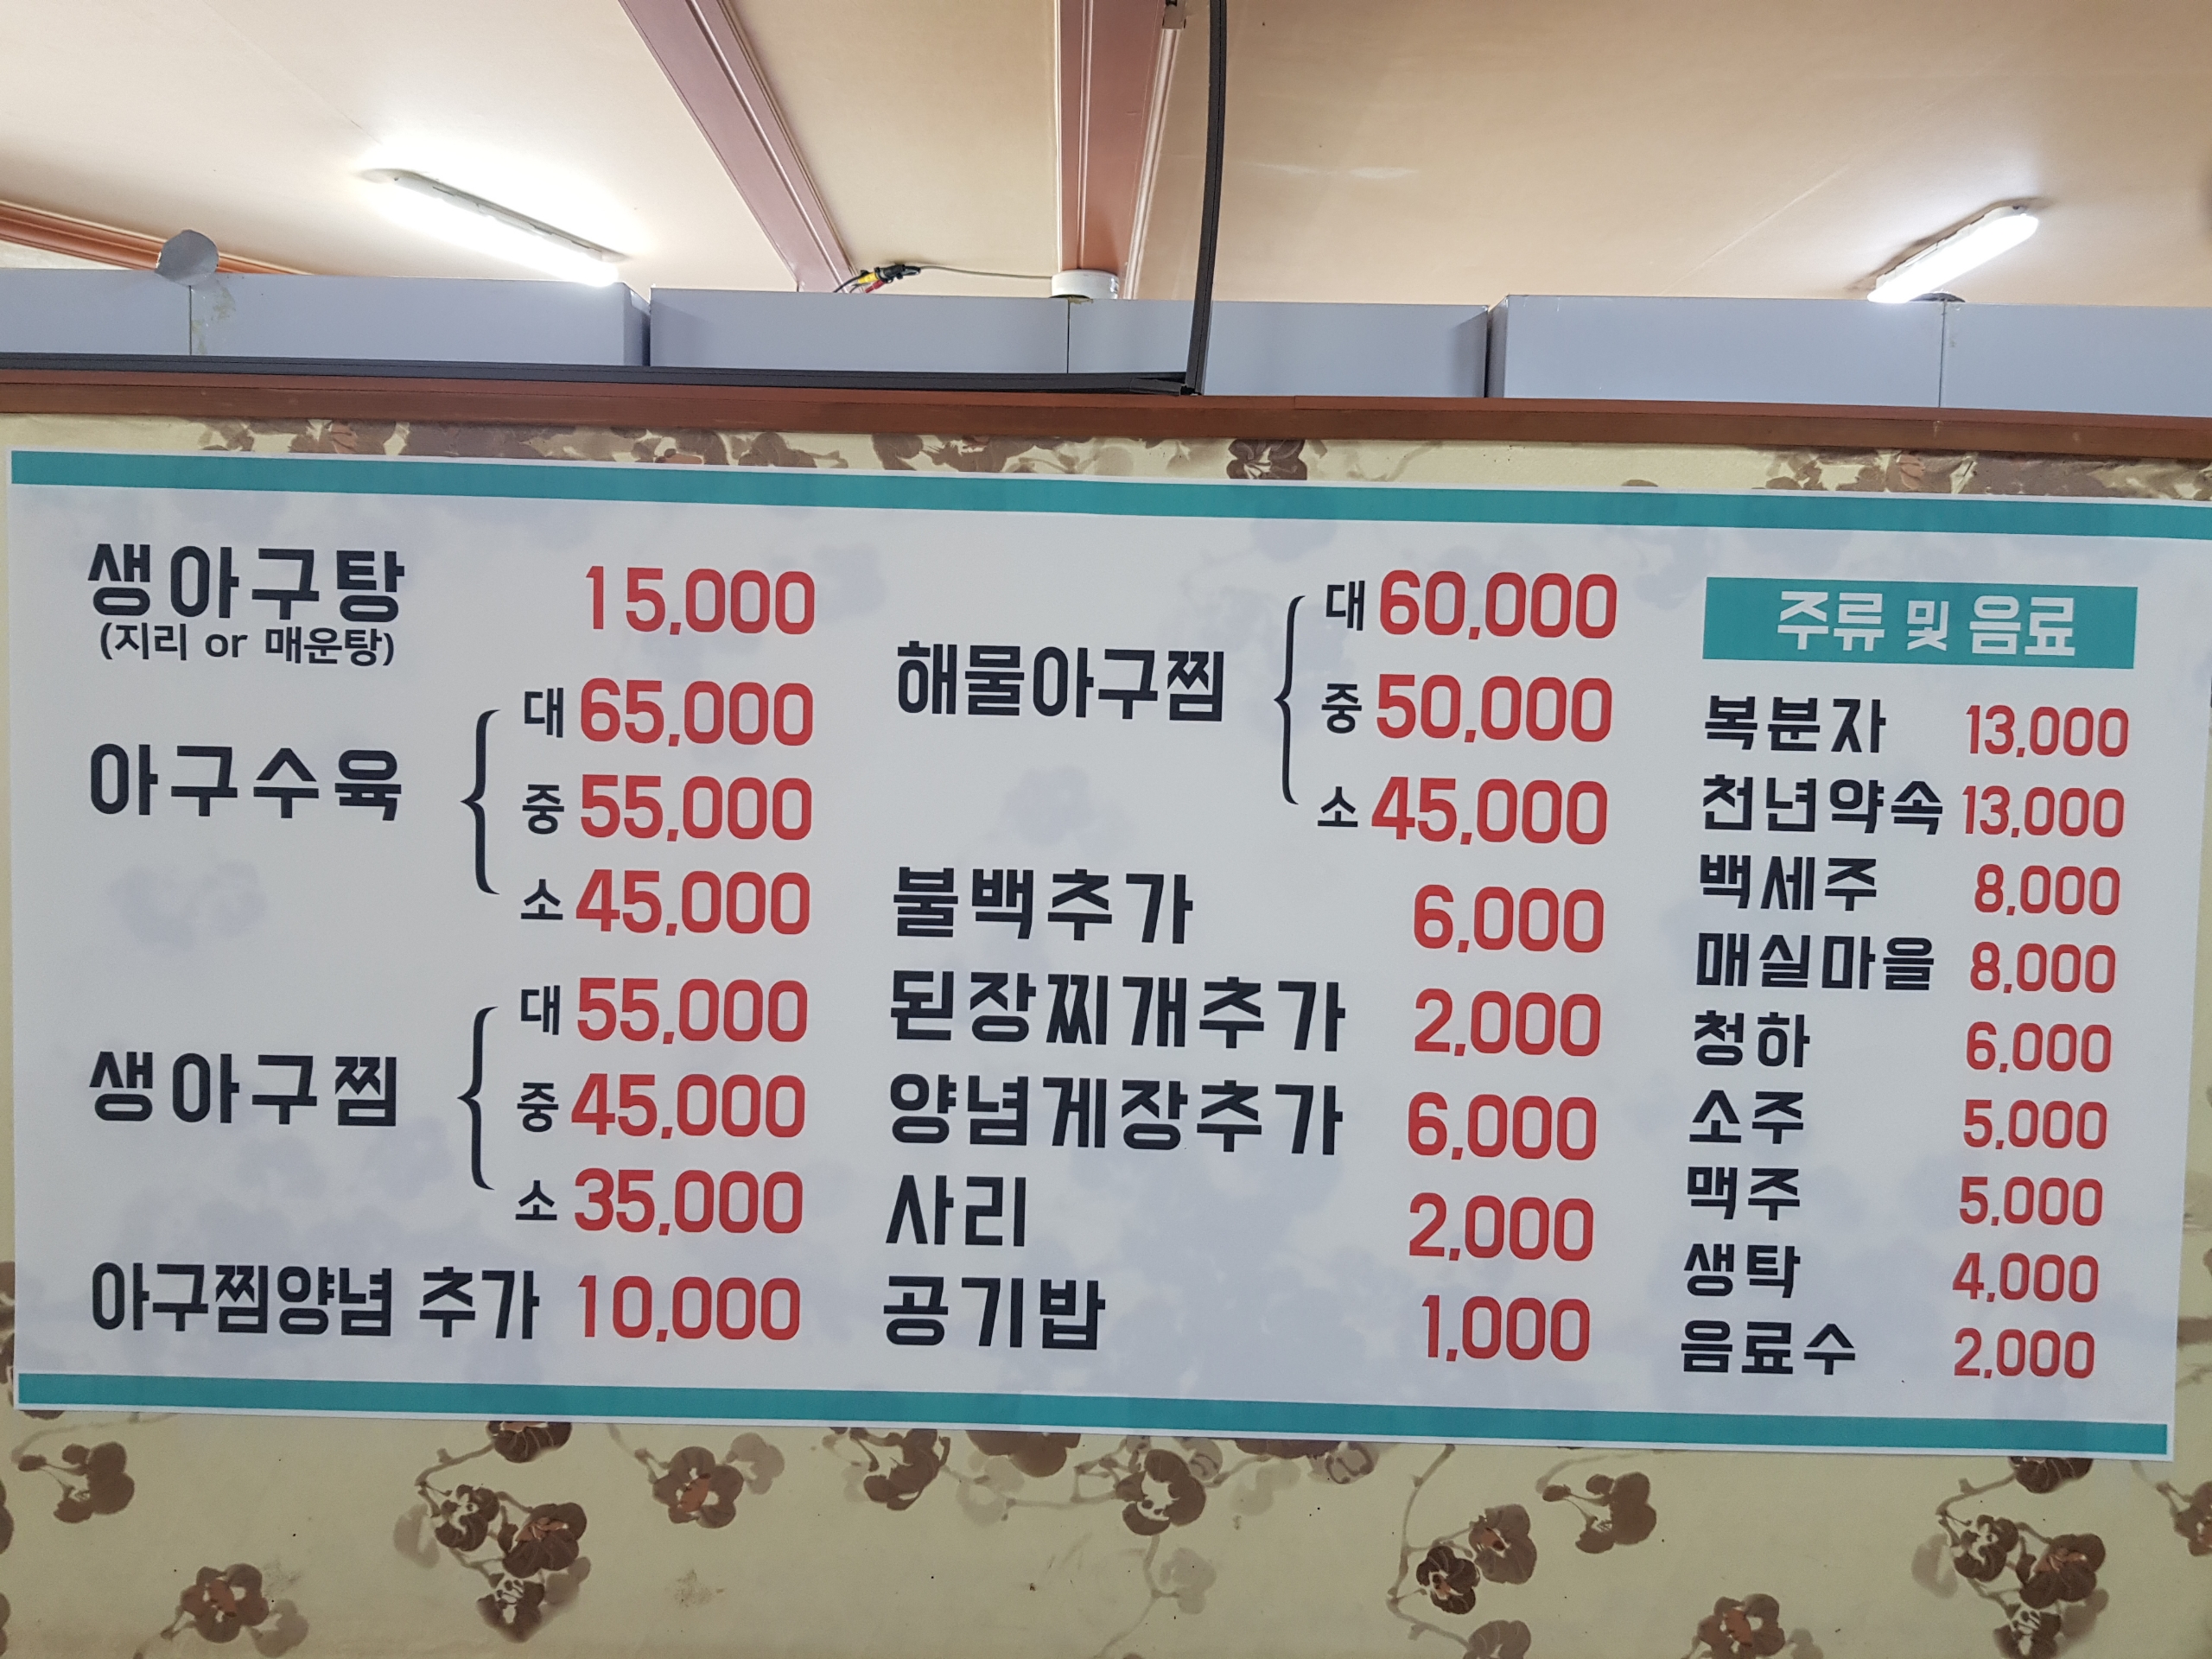 생아구탕 15,000
(지리 or 매운탕)
아구수육
대 65,000
중 55,000
소 45,000
생아구찜
대 55,000
중 45,000
소 35,000
아구찜양념 추가 10,000
해물아구찜
대 60,000
중 50,000
소 45,000
불백추가 6,000
된장찌개추가 2,000
양념게장추가 6,000
사리 2,000
공기밥 1,000
주류 및 음료
복분자 13,000
천년약속 13,000
백세주 8,000
매실마을 8,000
청하 6,000
소주 5,000
맥주 5,000
생탁 4,000
음료수 2,000